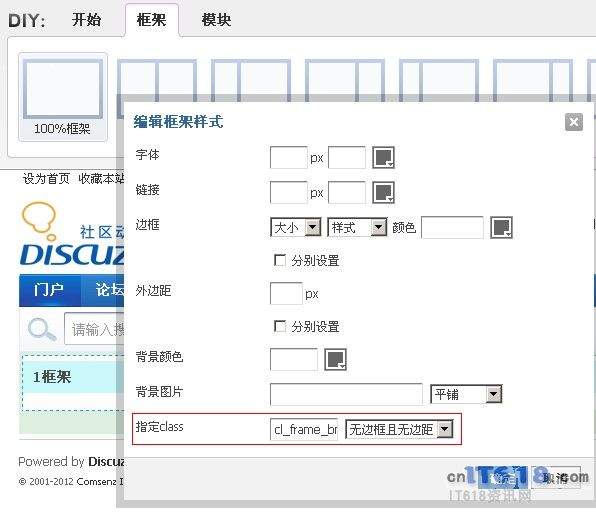 DIY: 开始 框架 模块
100%框架
编辑框架样式
字体 px
设为首页 收藏本站
链接 px
社区动
DISCUZ
边框 大小 样式 颜色
分别设置
门户 论坛
外边距 px
请输入搜
分别设置
背景颜色
1框架
背景图片 平铺
指定class cl_frame_br 无边框且无边距
Powered by Discuz
© 2001-2012 Comsenz I
确定 取消
cnIT618.com
IT618资讯网